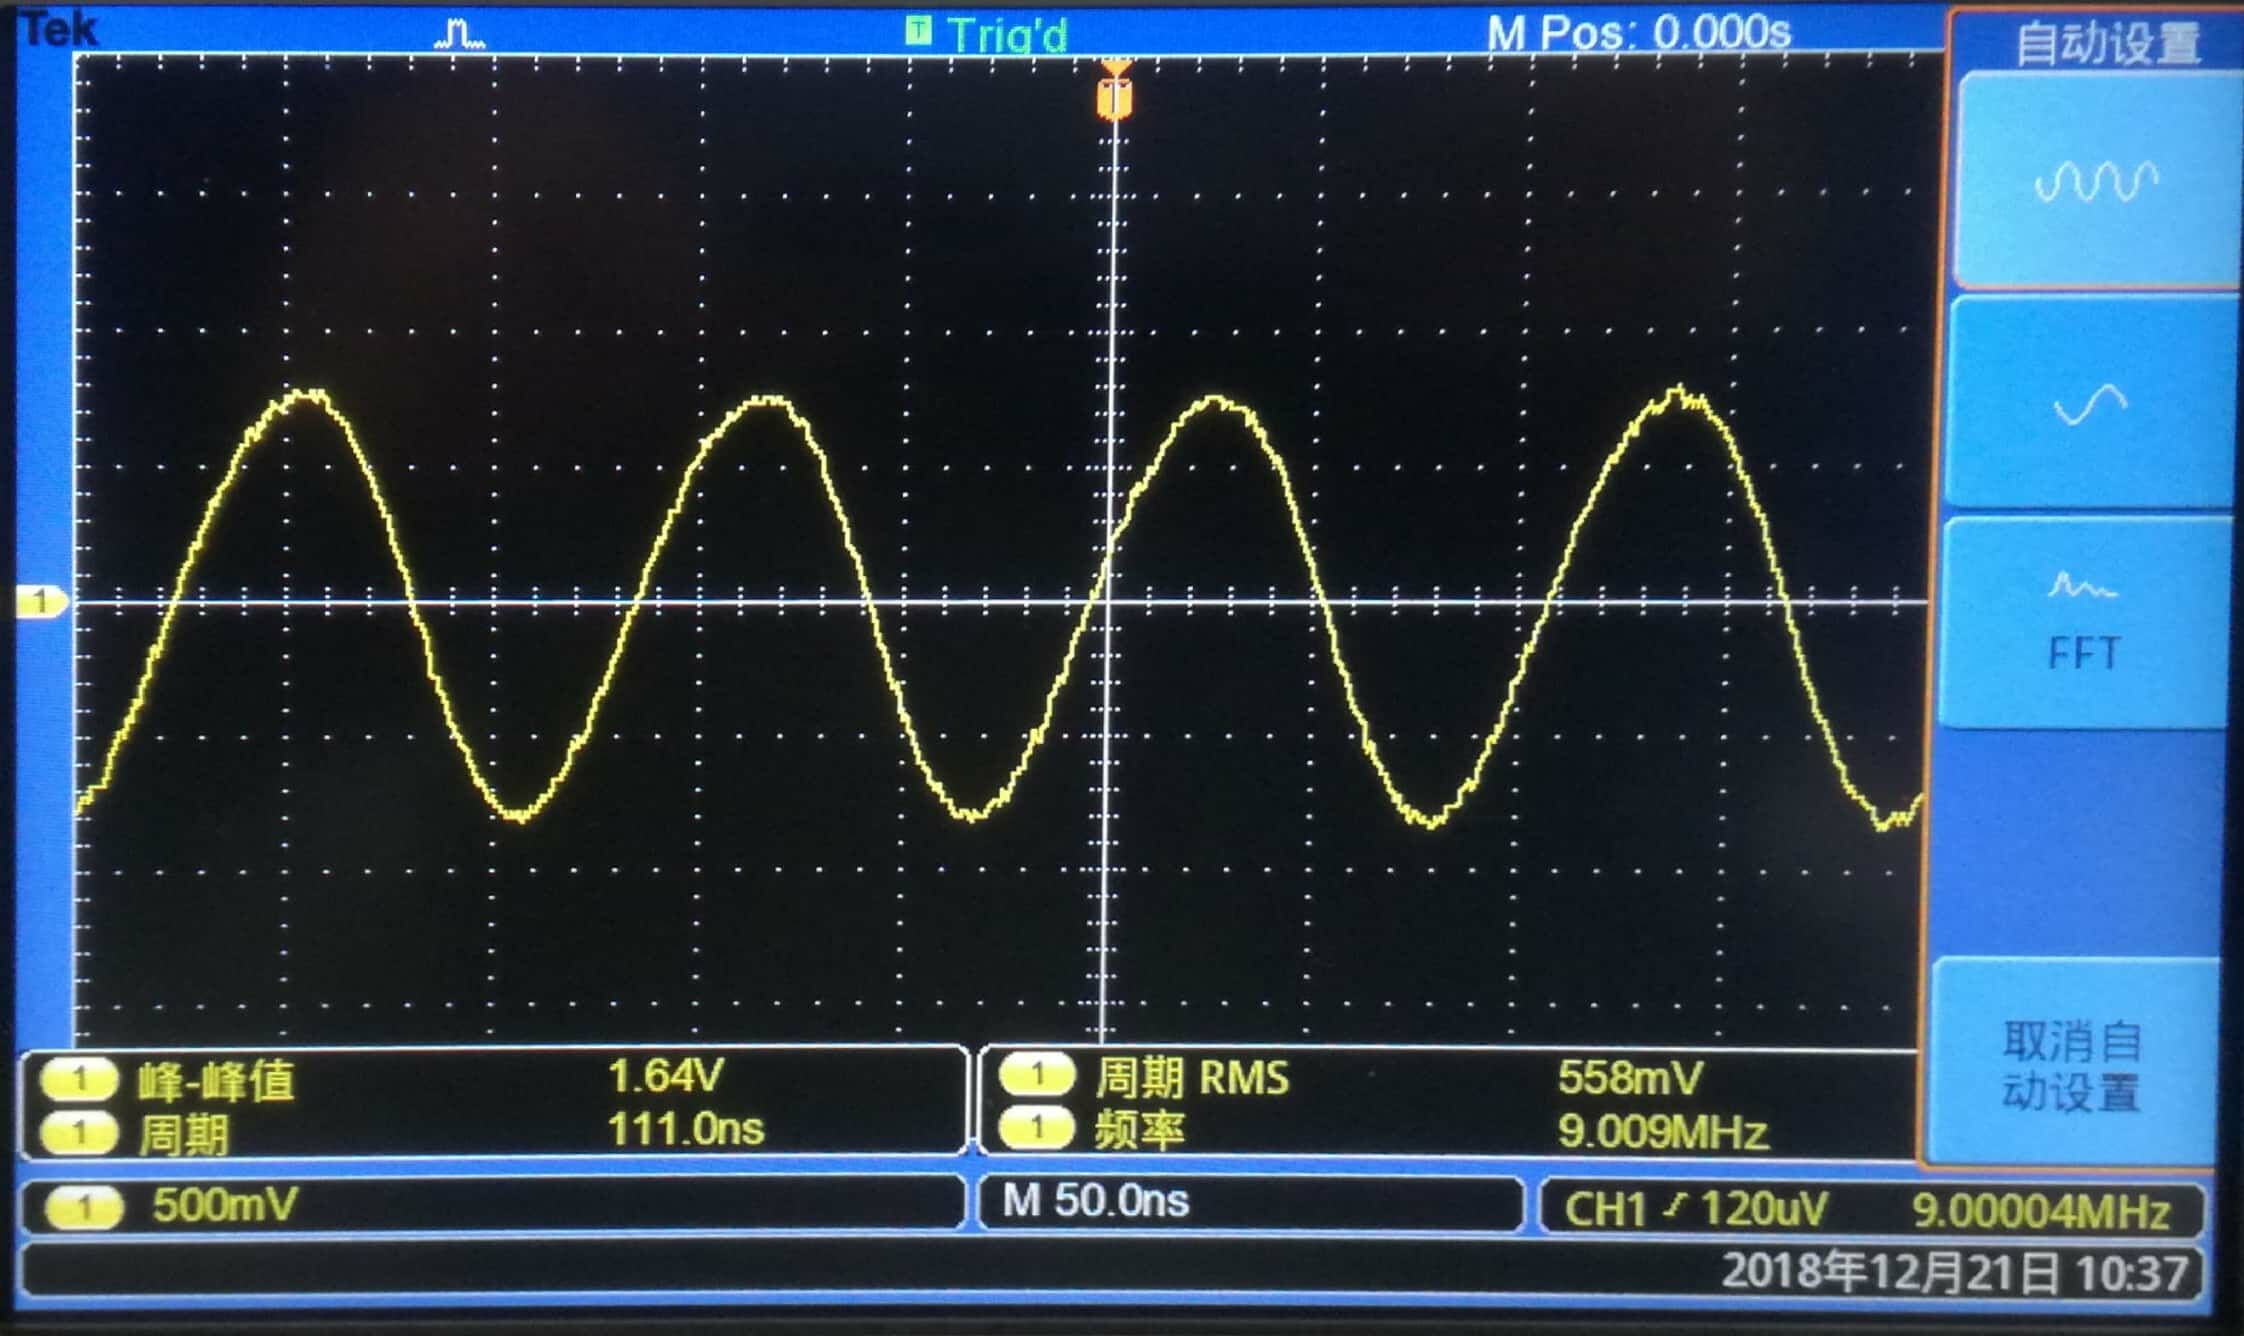 Tek
T Trig'd
M Pos: 0.000s
自动设置
T
1
FFT
取消自
动设置
1 峰-峰值 1.64V
1 周期 111.0ns
1 周期 RMS 558mV
1 频率 9.009MHz
1 500mV
M 50.0ns
CH1 120uV 9.00004MHz
2018年12月21日 10:37